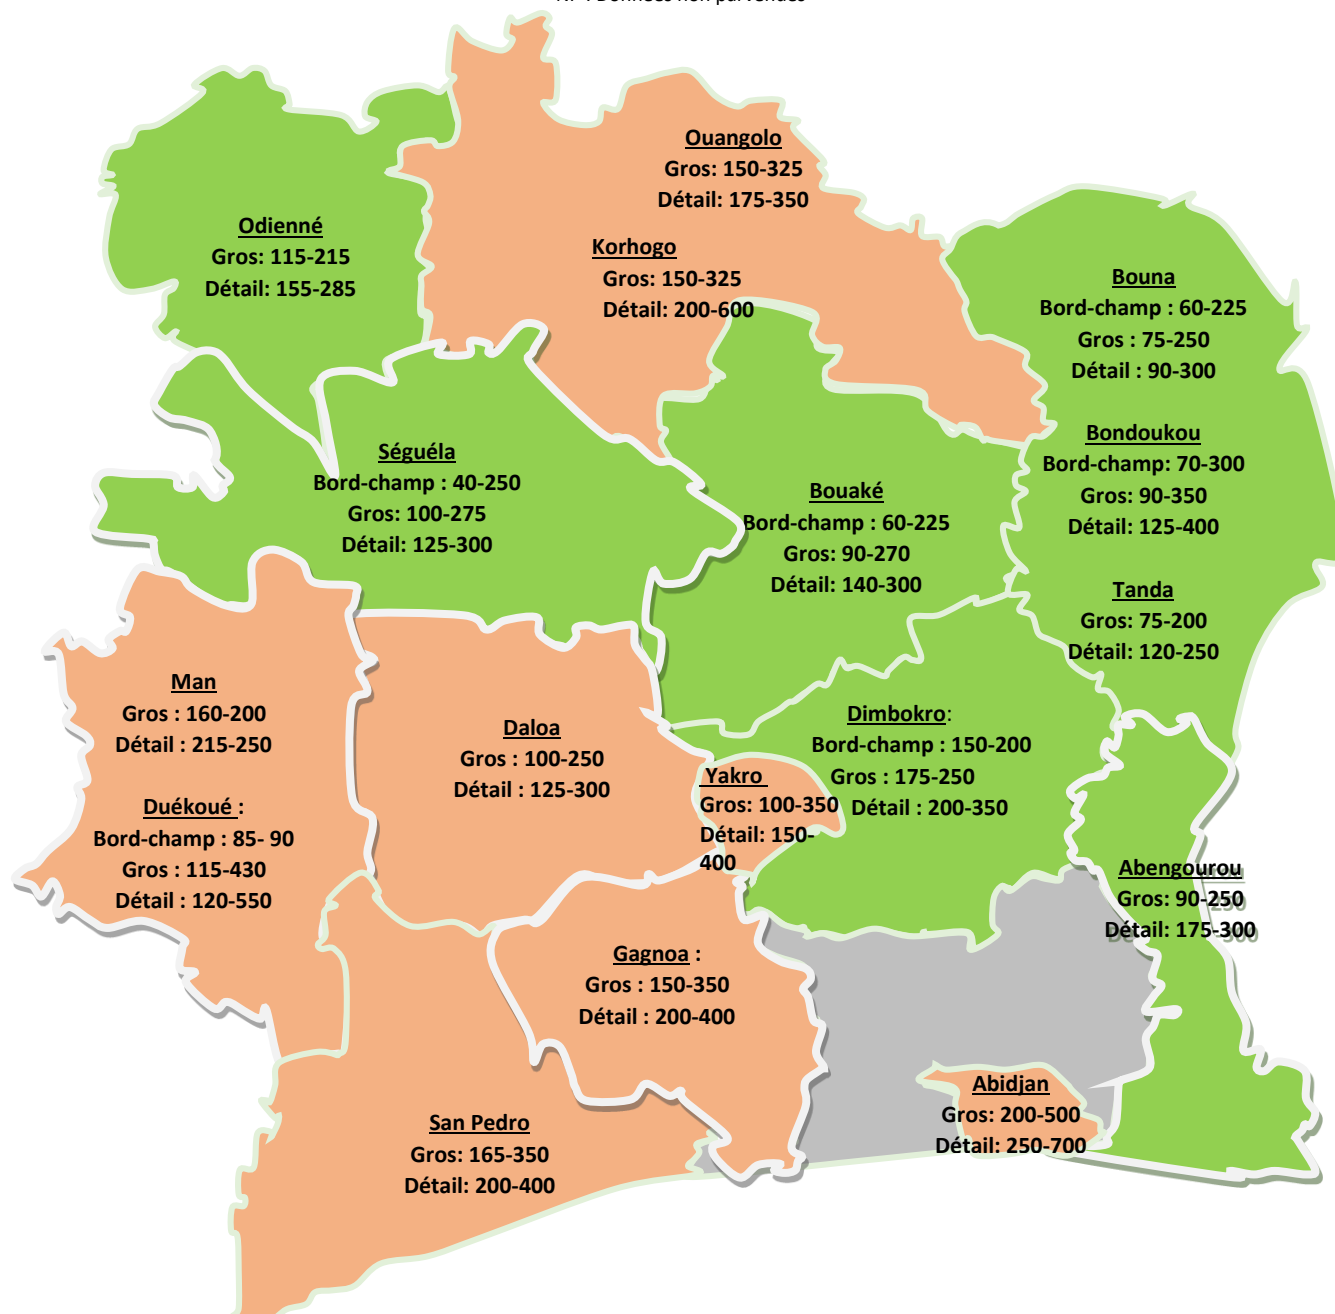 Ouangolo
Gros: 150-325
Détail: 175-350
Korhogo
Gros: 150-325
Détail: 200-600
Odienné
Gros: 115-215
Détail: 155-285
Bouna
Bord-champ : 60-225
Gros : 75-250
Détail : 90-300
Bondoukou
Bord-champ: 70-300
Gros: 90-350
Détail: 125-400
Tanda
Gros: 75-200
Détail: 120-250
Séguéla
Bord-champ : 40-250
Gros: 100-275
Détail: 125-300
Bouaké
Bord-champ : 60-225
Gros: 90-270
Détail: 140-300
Man
Gros : 160-200
Détail : 215-250
Duékoué :
Bord-champ : 85- 90
Gros : 115-430
Détail : 120-550
Daloa
Gros : 100-250
Détail : 125-300
Yakro
Gros: 100-350
Détail: 150-
400
Dimbokro:
Bord-champ : 150-200
Gros : 175-250
Détail : 200-350
Abengourou
Gros: 90-250
Détail: 175-300
Gagnoa :
Gros : 150-350
Détail : 200-400
San Pedro
Gros: 165-350
Détail: 200-400
Abidjan
Gros: 200-500
Détail: 250-700